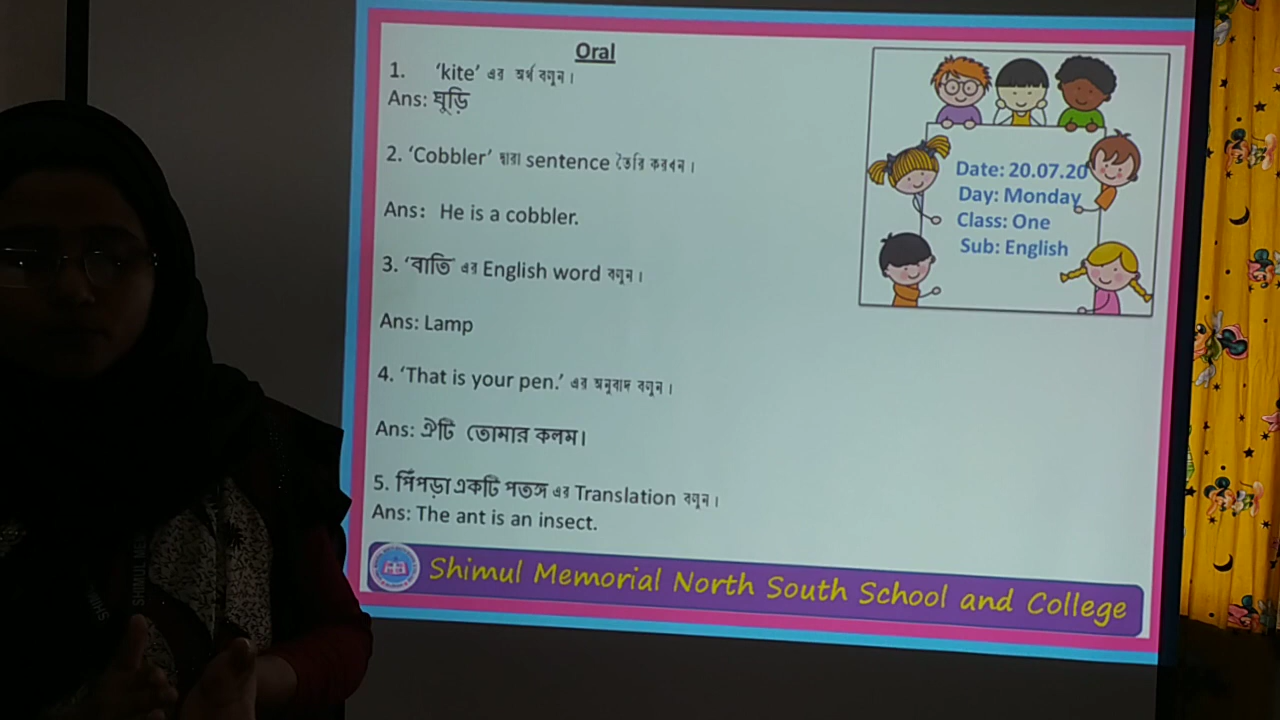 Oral
1. ‘kite’ এর অর্থ বলুন।
Ans: ঘুড়ি
2. ‘Cobbler’ দ্বারা sentence তৈরি করবন।
Ans: He is a cobbler.
3. ‘বাতি’ এর English word বলুন।
Ans: Lamp
4. ‘That is your pen.’ এর অনুবাদ বলুন।
Ans: ঐটি তোমার কলম।
5. পিঁপড়া একটি পতঙ্গ এর Translation বলুন।
Ans: The ant is an insect.
Date: 20.07.20
Day: Monday
Class: One
Sub: English
Shimul Memorial North South School and College